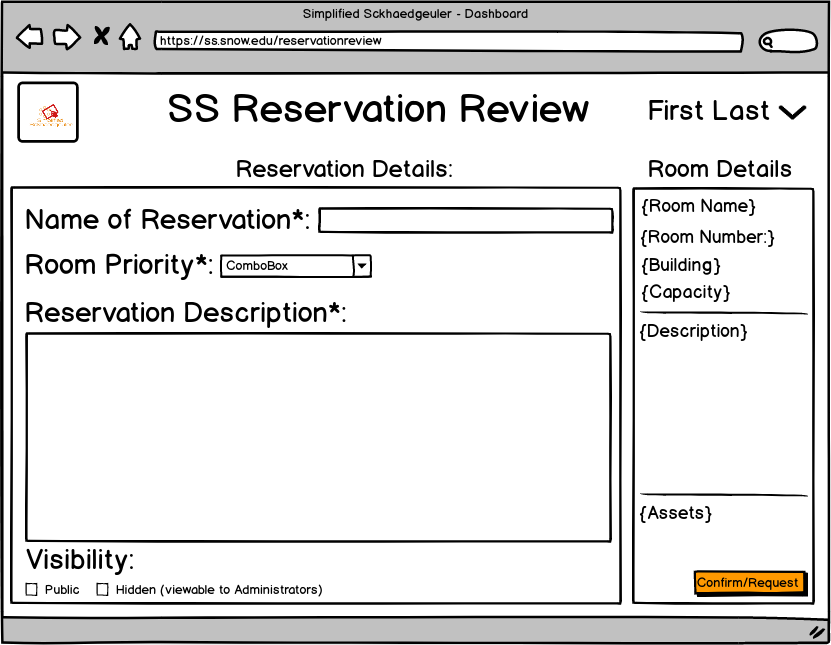 Simplified Sckhaedgeuler - Dashboard
https://ss.snow.edu/reservationreview
SS Reservation Review
First Last
Reservation Details:
Room Details
Name of Reservation*:
Room Priority*:
ComboBox
Reservation Description*:
Visibility:
Public
Hidden (viewable to Administrators)
{Room Name}
{Room Number:}
{Building}
{Capacity}
{Description}
{Assets}
Confirm/Request